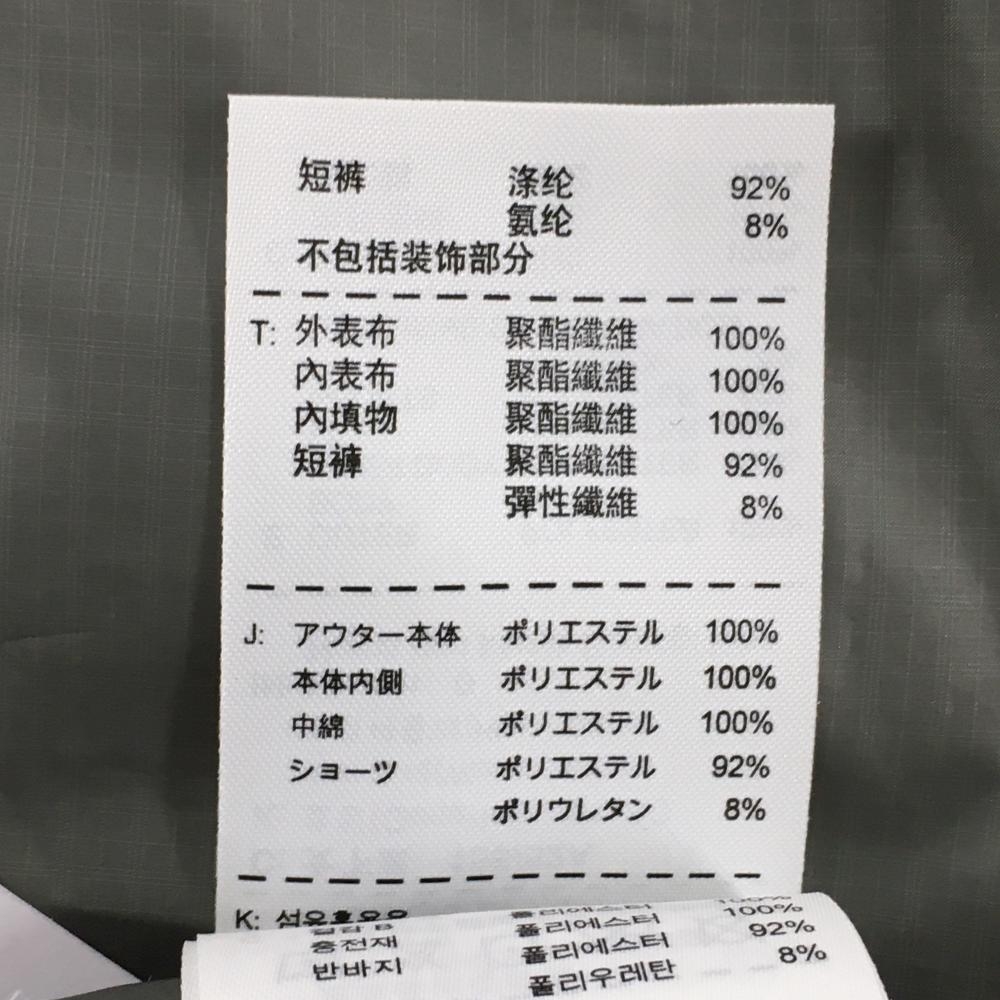 短裤 涤纶 92%
氨纶 8%
不包括装饰部分
T: 外表布 聚酯纖維 100%
內表布 聚酯纖維 100%
內填物 聚酯纖維 100%
短褲 聚酯纖維 92%
彈性纖維 8%
J: アウター本体 ポリエステル 100%
本体内側 ポリエステル 100%
中綿 ポリエステル 100%
ショーツ ポリエステル 92%
ポリウレタン 8%
K:
폴리에스터 100%
충전재 폴리에스터 100%
반바지 폴리에스터 92%
폴리우레탄 8%